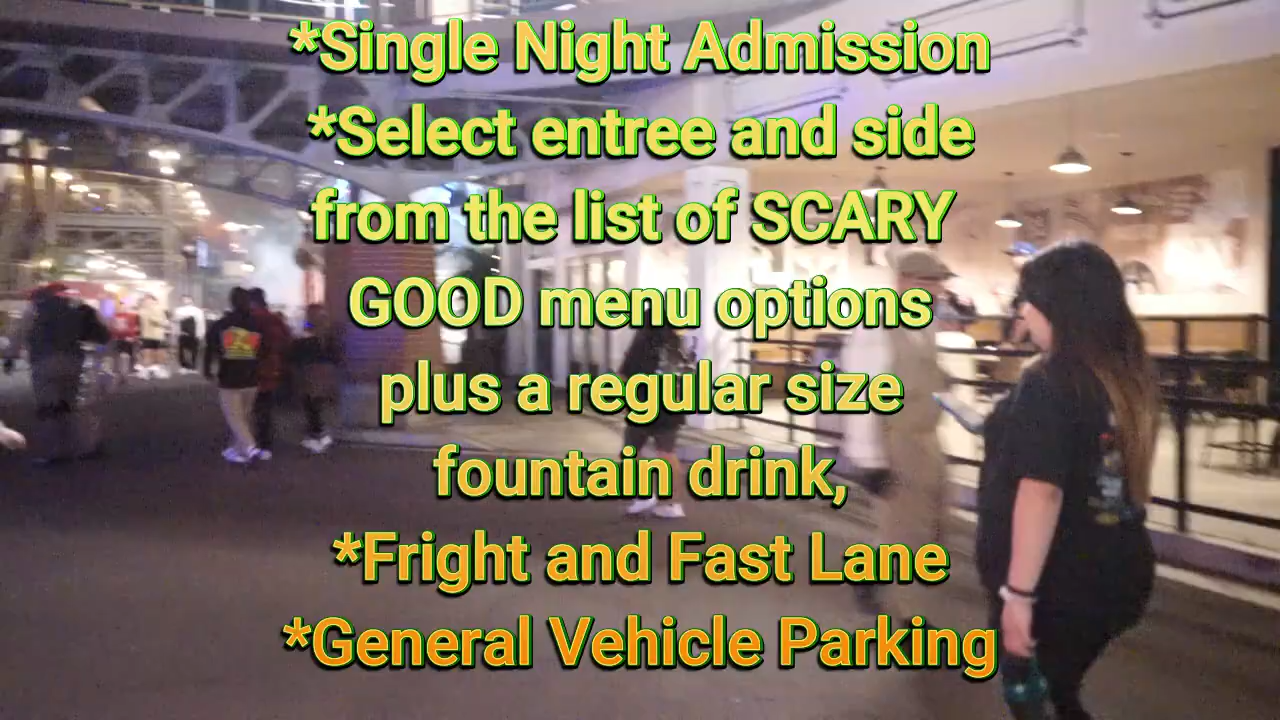 *Single Night Admission
*Select entree and side
from the list of SCARY
GOOD menu options
plus a regular size
fountain drink,
*Fright and Fast Lane
*General Vehicle Parking